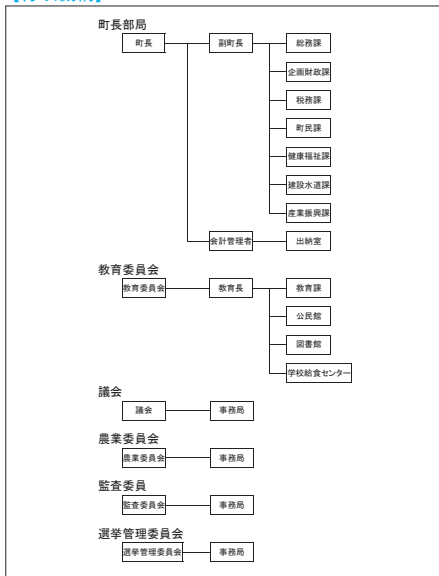 町長部局
町長 副町長 総務課
企画財政課
税務課
町民課
健康福祉課
建設水道課
産業振興課
会計管理者 出納室
教育委員会
教育委員会 教育長 教育課
公民館
図書館
学校給食センター
議会
議会 事務局
農業委員会
農業委員会 事務局
監査委員
監査委員会 事務局
選挙管理委員会
選挙管理委員会 事務局